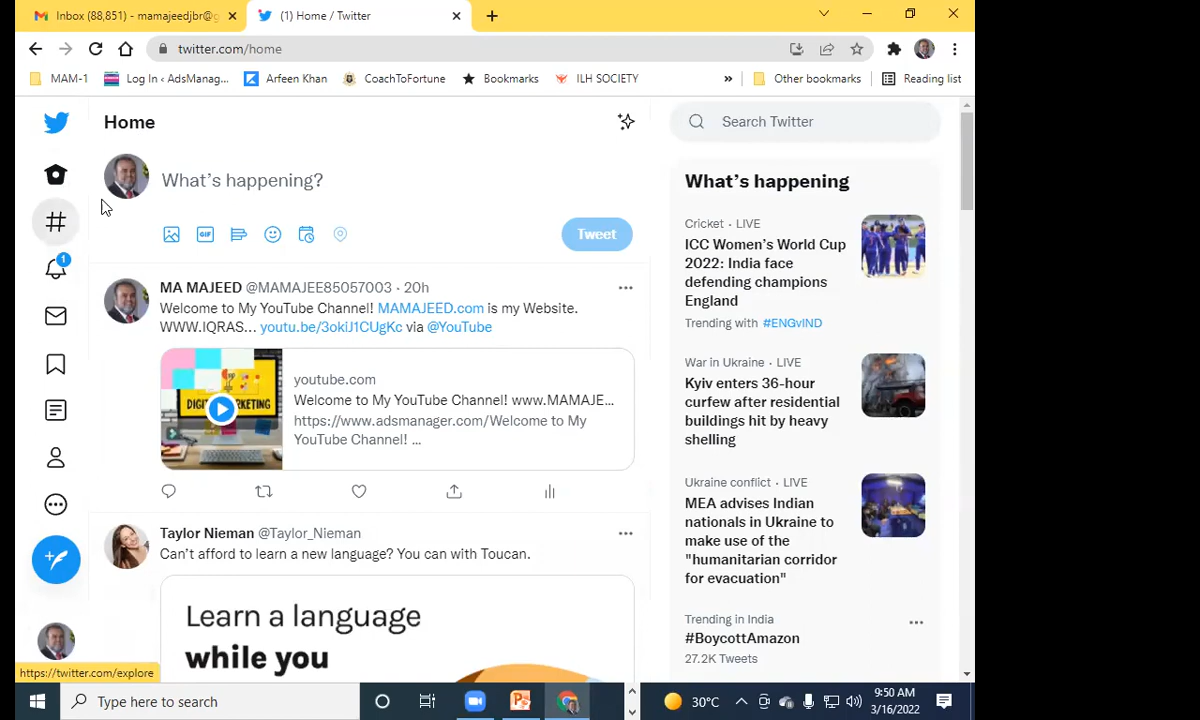 Inbox (88,851) - mamajeedjbr@g
(1) Home / Twitter
twitter.com/home
MAM-1
Log In ‹ AdsManag...
Arfeen Khan
CoachToFortune
Bookmarks
ILH SOCIETY
»
Other bookmarks
Reading list
Home
Search Twitter
What's happening?
GIF
Tweet
1
MA MAJEED @MAMAJEE85057003 · 20h
Welcome to My YouTube Channel! MAMAJEED.com is my Website.
WWW.IQRAS... youtu.be/3okiJ1CUgKc via @YouTube
youtube.com
Welcome to My YouTube Channel! www.MAMAJE...
https://www.adsmanager.com/Welcome to My
YouTube Channel! ...
Taylor Nieman @Taylor_Nieman
Can't afford to learn a new language? You can with Toucan.
Learn a language
while you
What's happening
Cricket · LIVE
ICC Women's World Cup
2022: India face
defending champions
England
Trending with #ENGvIND
War in Ukraine · LIVE
Kyiv enters 36-hour
curfew after residential
buildings hit by heavy
shelling
Ukraine conflict · LIVE
MEA advises Indian
nationals in Ukraine to
make use of the
"humanitarian corridor
for evacuation"
Trending in India
#BoycottAmazon
27.2K Tweets
https://twitter.com/explore
Type here to search
30°C
9:50 AM
3/16/2022